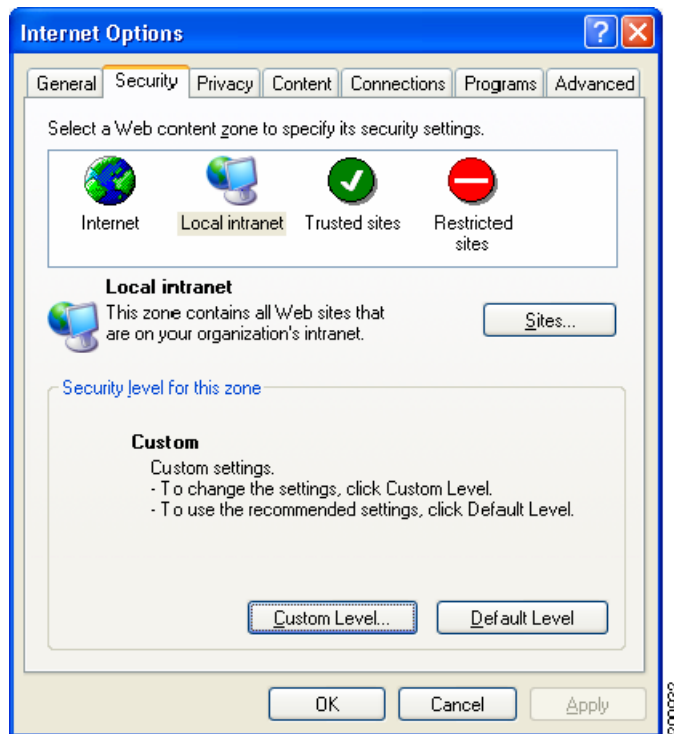 Internet Options
General Security Privacy Content Connections Programs Advanced
Select a Web content zone to specify its security settings.
Internet Local intranet Trusted sites Restricted sites
Local intranet
This zone contains all Web sites that
are on your organization's intranet.
Sites...
Security level for this zone
Custom
Custom settings.
- To change the settings, click Custom Level.
- To use the recommended settings, click Default Level.
Custom Level... Default Level
OK Cancel Apply